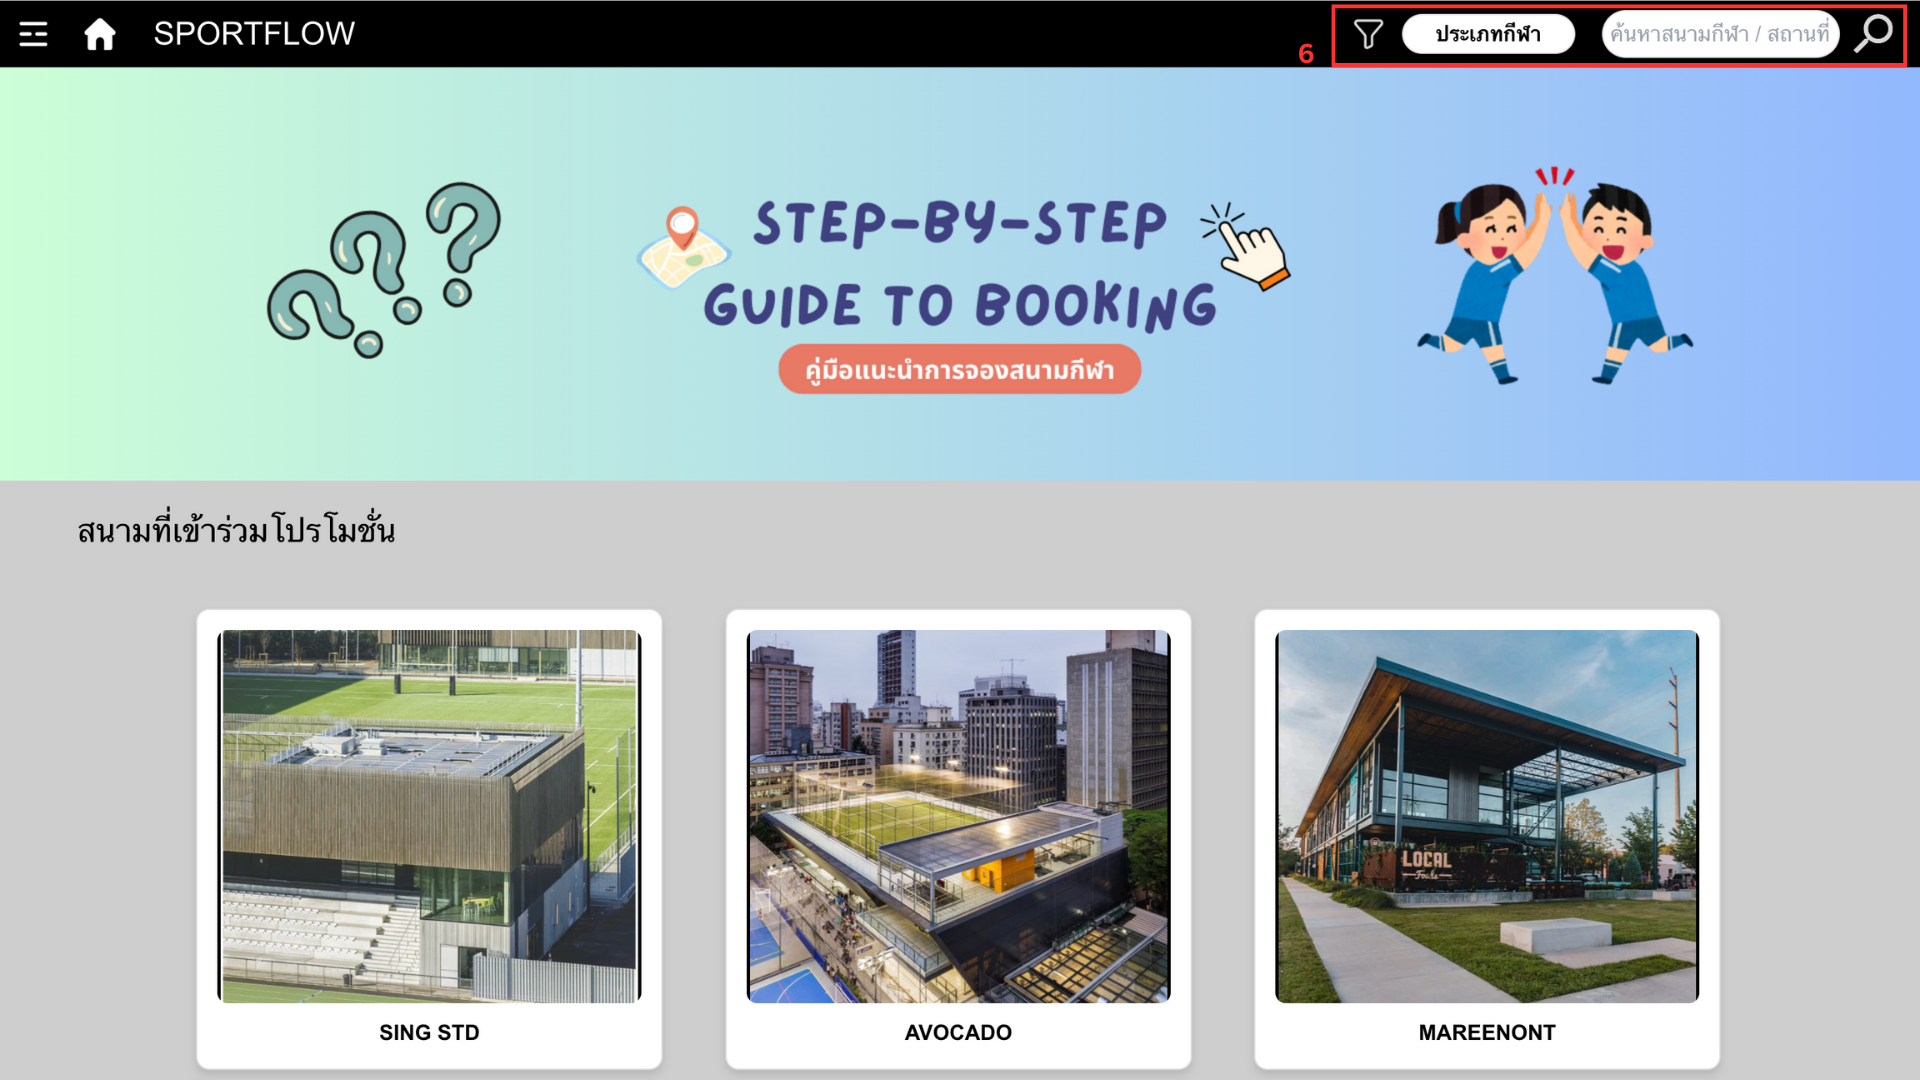 SPORTFLOW
ประเภทกีฬา
ค้นหาสนามกีฬา / สถานที่
6
STEP-BY-STEP
GUIDE TO BOOKING
คู่มือแนะนำการจองสนามกีฬา
สนามที่เข้าร่วมโปรโมชั่น
LOCAL
Foods
SING STD
AVOCADO
MAREENONT